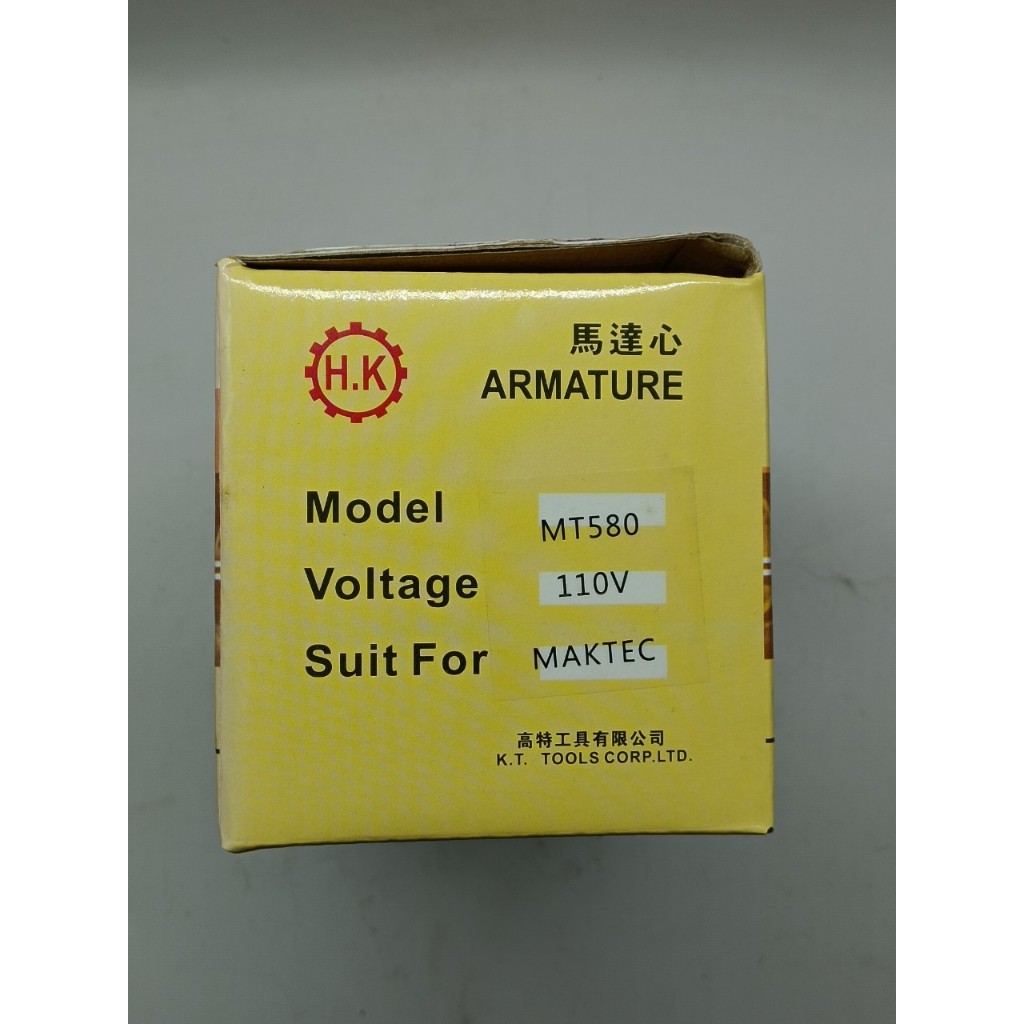 H.K
馬達心
ARMATURE
Model MT580
Voltage 110V
Suit For MAKTEC
高特工具有限公司
K.T. TOOLS CORP.LTD.